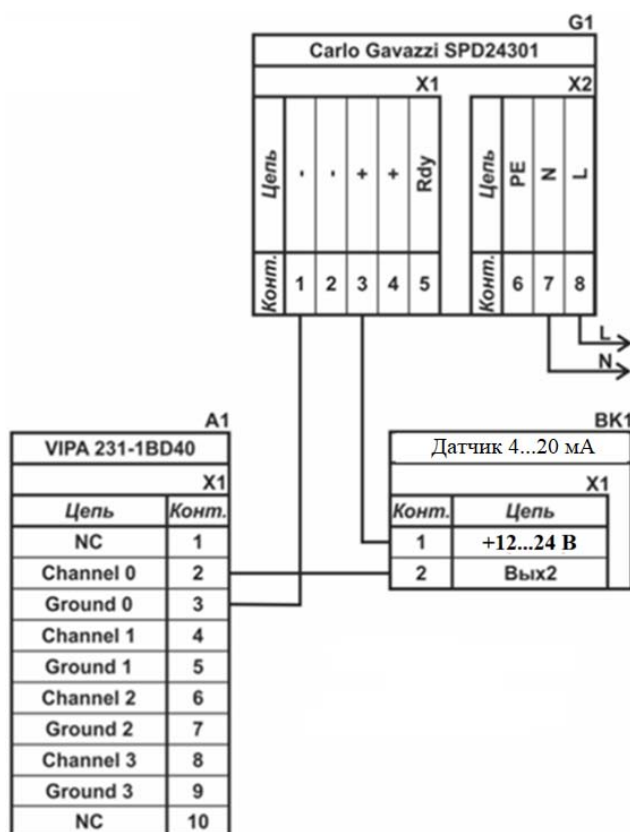 G1
Carlo Gavazzi SPD24301
X1 X2
Цепь - - + + Rdy Цепь PE N L
Конт. 1 2 3 4 5 Конт. 6 7 8
L
N
A1
VIPA 231-1BD40
X1
Цепь Конт.
NC 1
Channel 0 2
Ground 0 3
Channel 1 4
Ground 1 5
Channel 2 6
Ground 2 7
Channel 3 8
Ground 3 9
NC 10
BK1
Датчик 4...20 мА
X1
Конт. Цепь
1 +12...24 В
2 Вых2